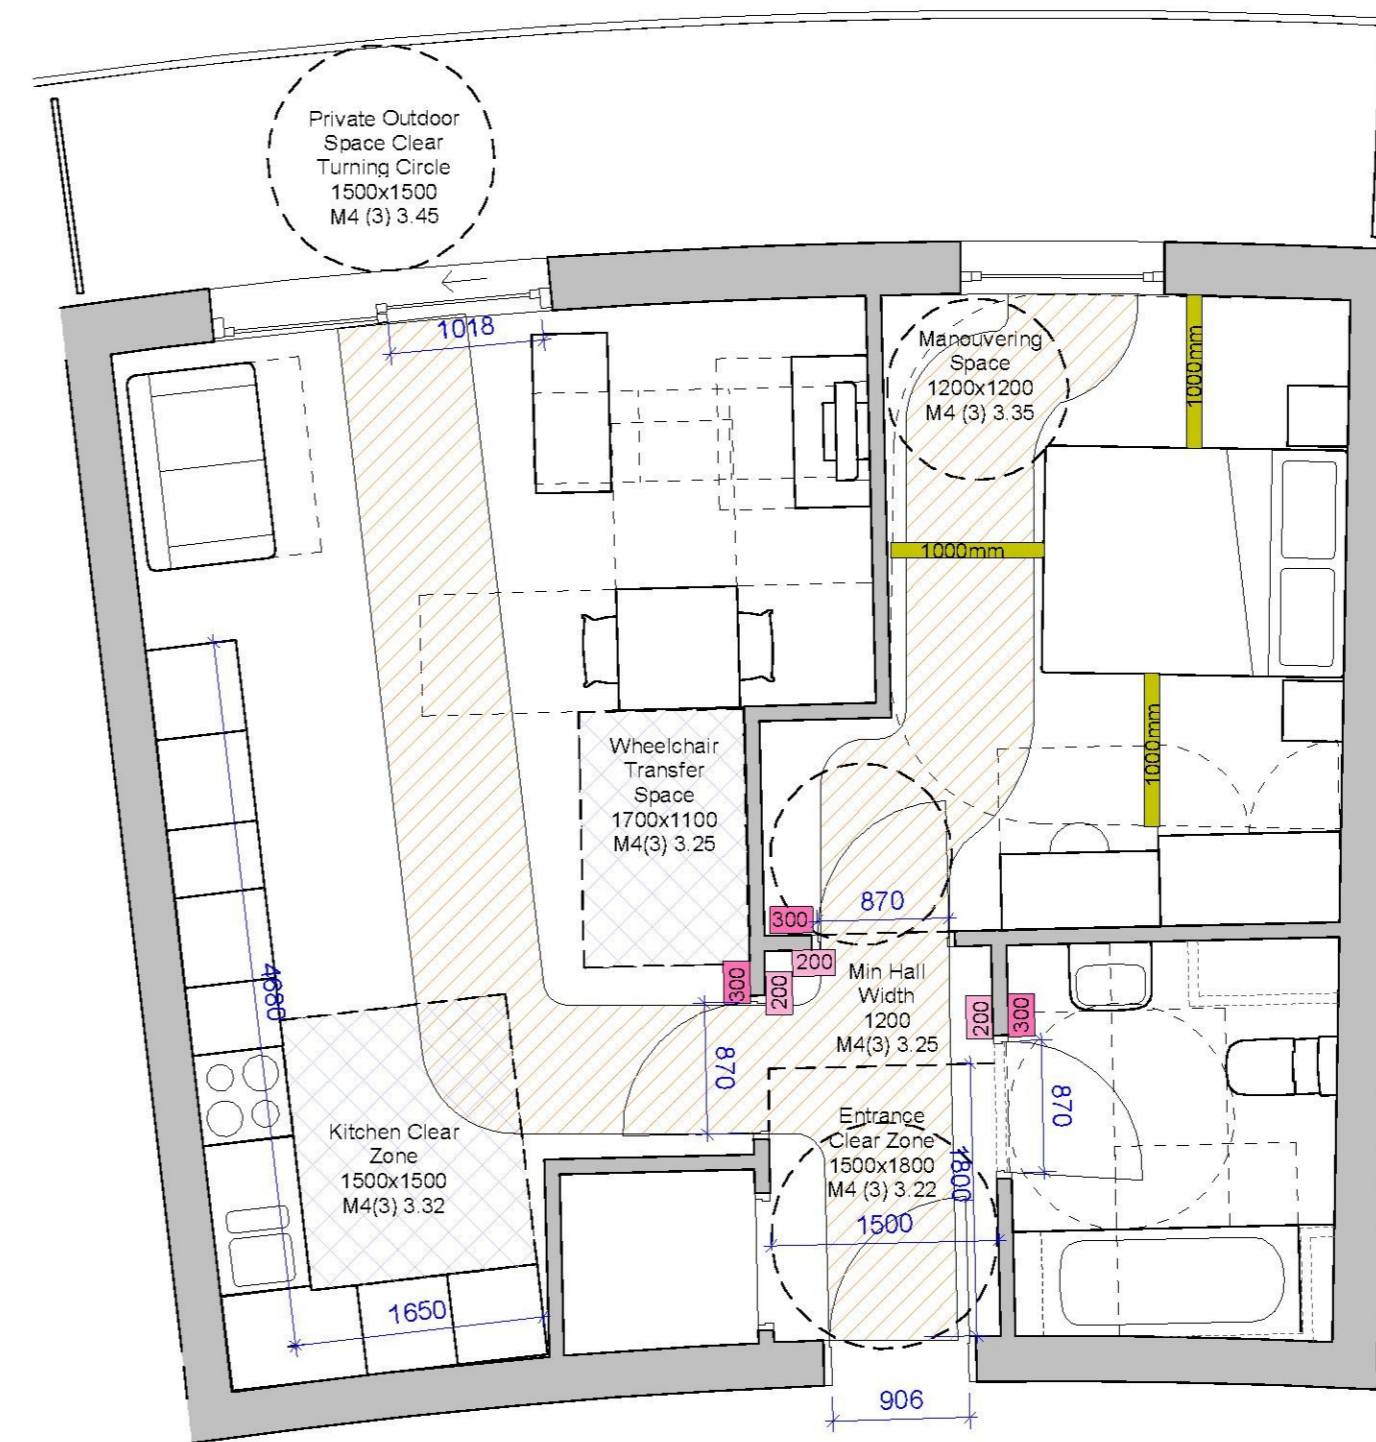 Private Outdoor
Space Clear
Turning Circle
1500x1500
M4 (3) 3.45
1018
Manouvering
Space
1200x1200
M4 (3) 3.35
1000mm
1000mm
1000mm
Wheelchair
Transfer
Space
1700x1100
M4(3) 3.25
870
300
200
300
200
Min Hall
Width
1200
M4(3) 3.25
200
300
4680
870
870
Kitchen Clear
Zone
1500x1500
M4(3) 3.32
Entrance
Clear Zone
1500x1800
M4 (3) 3.22
1800
1500
1650
906